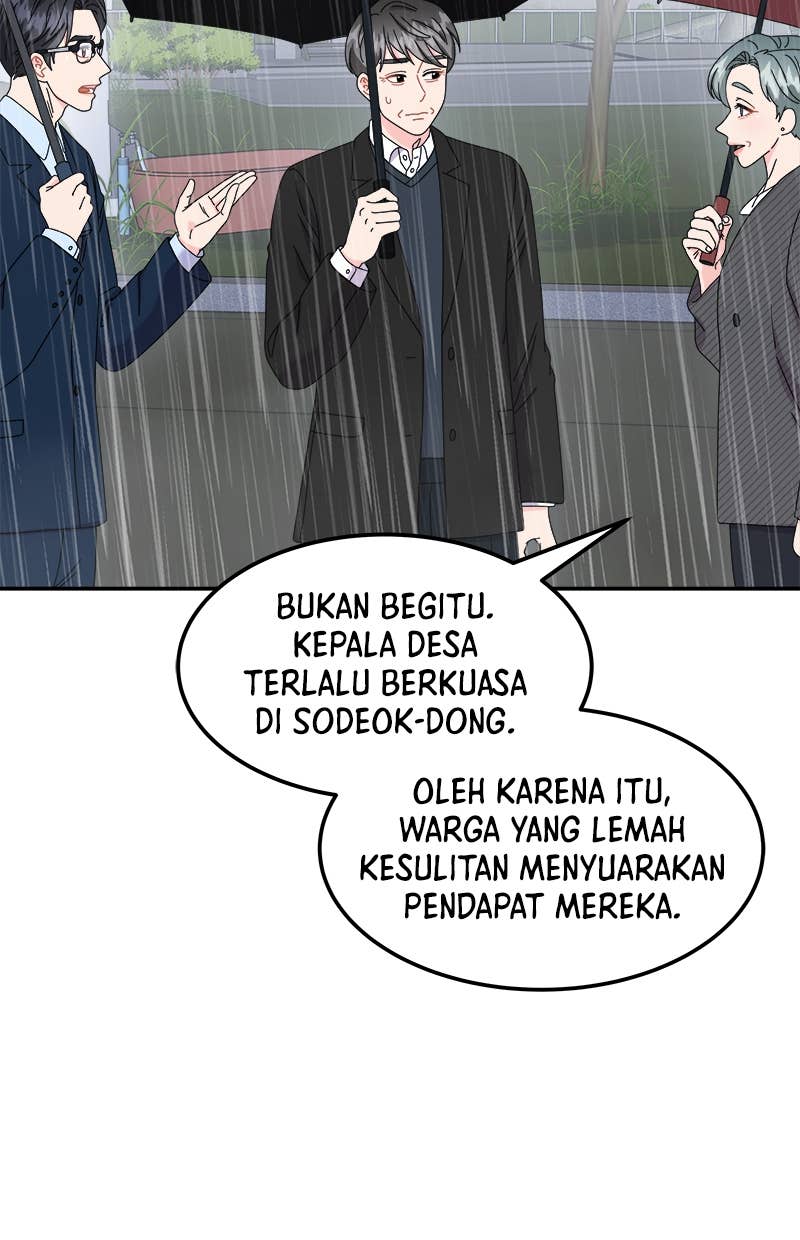 BUKAN BEGITU.
KEPALA DESA
TERLALU BERKUASA
DI SODEOK-DONG.
OLEH KARENA ITU,
WARGA YANG LEMAH
KESULITAN MENYUARAKAN
PENDAPAT MEREKA.